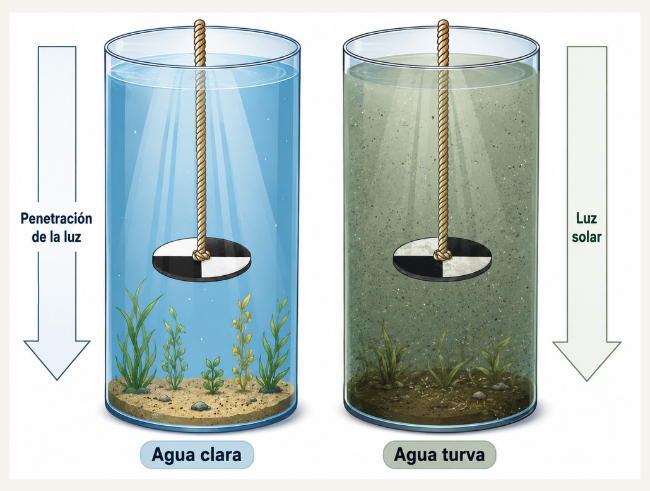 Penetración
de la luz
Luz
solar
Agua clara
Agua turva